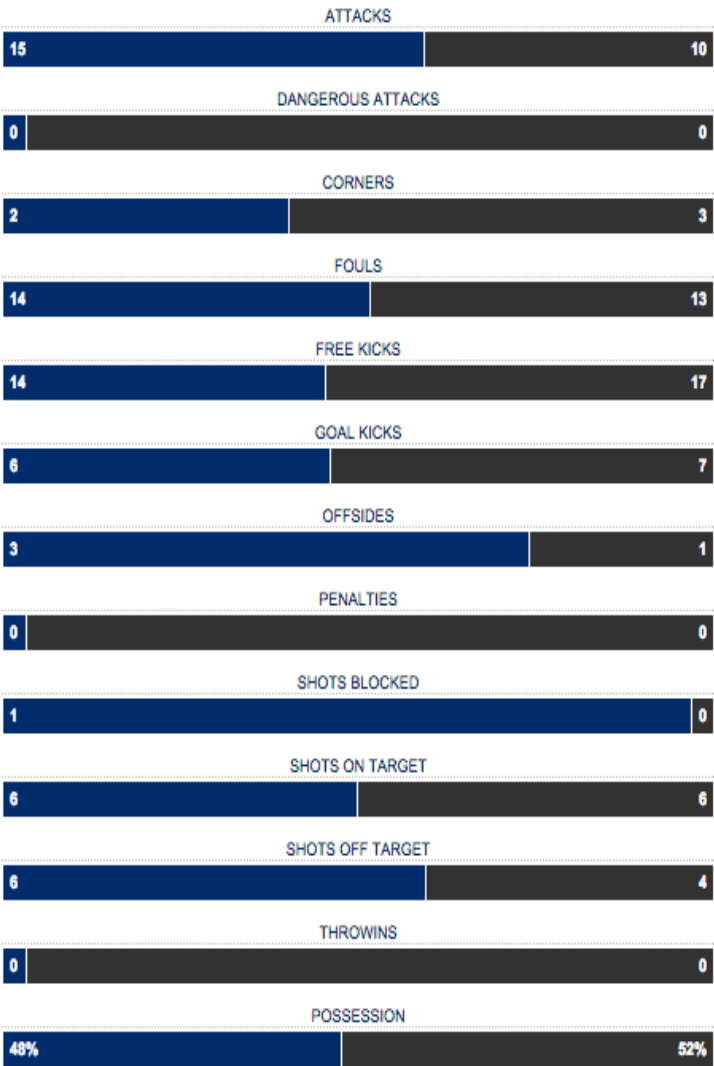 ATTACKS
15 10
DANGEROUS ATTACKS
0 0
CORNERS
2 3
FOULS
14 13
FREE KICKS
14 17
GOAL KICKS
6 7
OFFSIDES
3 1
PENALTIES
0 0
SHOTS BLOCKED
1 0
SHOTS ON TARGET
6 6
SHOTS OFF TARGET
6 4
THROWINS
0 0
POSSESSION
48% 52%